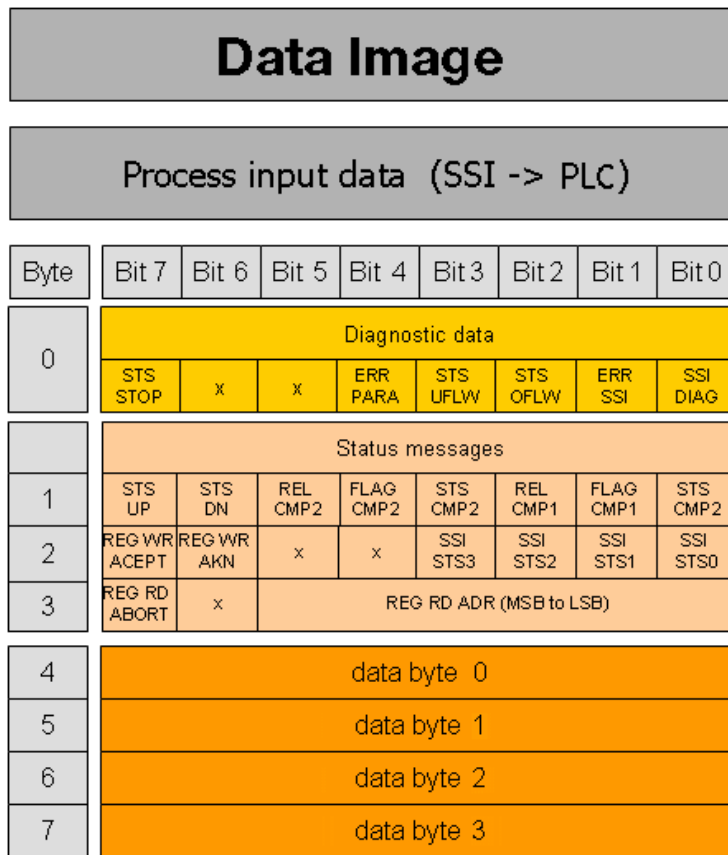 Data Image
Process input data (SSI -> PLC)
Byte Bit 7 Bit 6 Bit 5 Bit 4 Bit 3 Bit 2 Bit 1 Bit 0
0
Diagnostic data
STS STOP x x ERR PARA STS UFLW STS OFLW ERR SSI SSI DIAG
Status messages
1 STS UP STS DN REL CMP2 FLAG CMP2 STS CMP2 REL CMP1 FLAG CMP1 STS CMP2
2 REG WR ACEPT REG WR AKN x x SSI STS3 SSI STS2 SSI STS1 SSI STS0
3 REG RD ABORT x REG RD ADR (MSB to LSB)
4 data byte 0
5 data byte 1
6 data byte 2
7 data byte 3